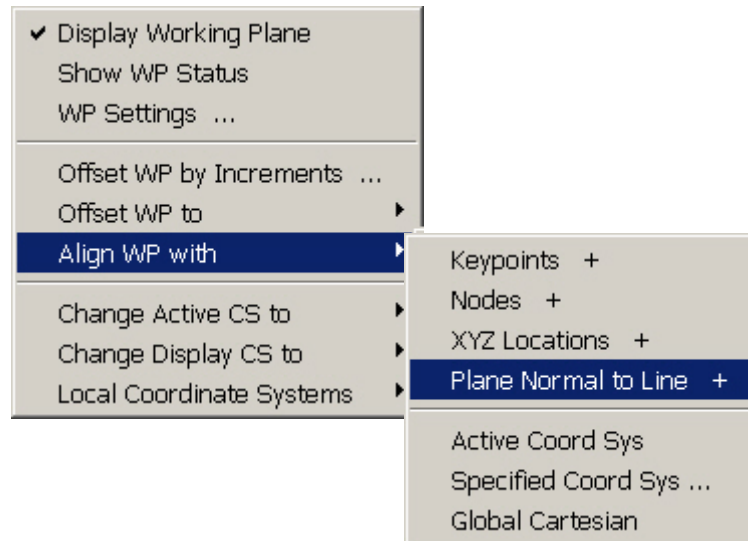 ✔ Display Working Plane
Show WP Status
WP Settings ...
Offset WP by Increments ...
Offset WP to
Align WP with
Change Active CS to
Change Display CS to
Local Coordinate Systems
Keypoints +
Nodes +
XYZ Locations +
Plane Normal to Line +
Active Coord Sys
Specified Coord Sys ...
Global Cartesian